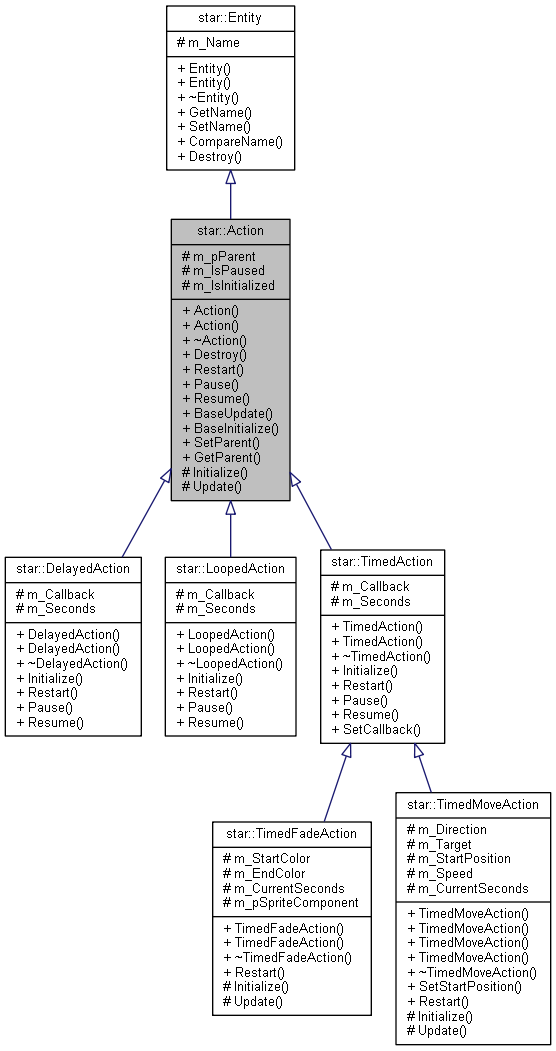 star::Entity
# m_Name
+ Entity()
+ Entity()
+ ~Entity()
+ GetName()
+ SetName()
+ CompareName()
+ Destroy()
star::Action
# m_pParent
# m_IsPaused
# m_IsInitialized
+ Action()
+ Action()
+ ~Action()
+ Destroy()
+ Restart()
+ Pause()
+ Resume()
+ BaseUpdate()
+ BaseInitialize()
+ SetParent()
+ GetParent()
# Initialize()
# Update()
star::DelayedAction
# m_Callback
# m_Seconds
+ DelayedAction()
+ DelayedAction()
+ ~DelayedAction()
+ Initialize()
+ Restart()
+ Pause()
+ Resume()
star::LoopedAction
# m_Callback
# m_Seconds
+ LoopedAction()
+ LoopedAction()
+ ~LoopedAction()
+ Initialize()
+ Restart()
+ Pause()
+ Resume()
star::TimedAction
# m_Callback
# m_Seconds
+ TimedAction()
+ TimedAction()
+ ~TimedAction()
+ Initialize()
+ Restart()
+ Pause()
+ Resume()
+ SetCallback()
star::TimedFadeAction
# m_StartColor
# m_EndColor
# m_CurrentSeconds
# m_pSpriteComponent
+ TimedFadeAction()
+ TimedFadeAction()
+ ~TimedFadeAction()
+ Restart()
# Initialize()
# Update()
star::TimedMoveAction
# m_Direction
# m_Target
# m_StartPosition
# m_Speed
# m_CurrentSeconds
+ TimedMoveAction()
+ TimedMoveAction()
+ TimedMoveAction()
+ TimedMoveAction()
+ ~TimedMoveAction()
+ SetStartPosition()
+ Restart()
# Initialize()
# Update()